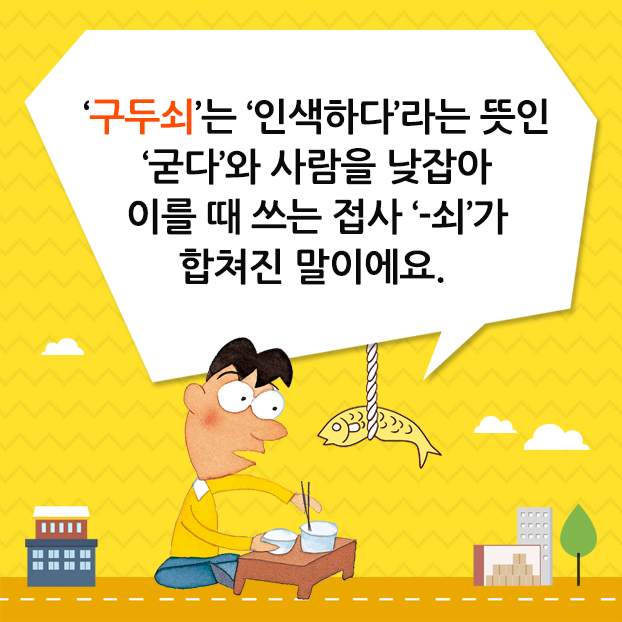 ‘구두쇠’는 ‘인색하다’라는 뜻인
‘굳다’와 사람을 낮잡아
이를 때 쓰는 접사 ‘-쇠’가
합쳐진 말이에요.